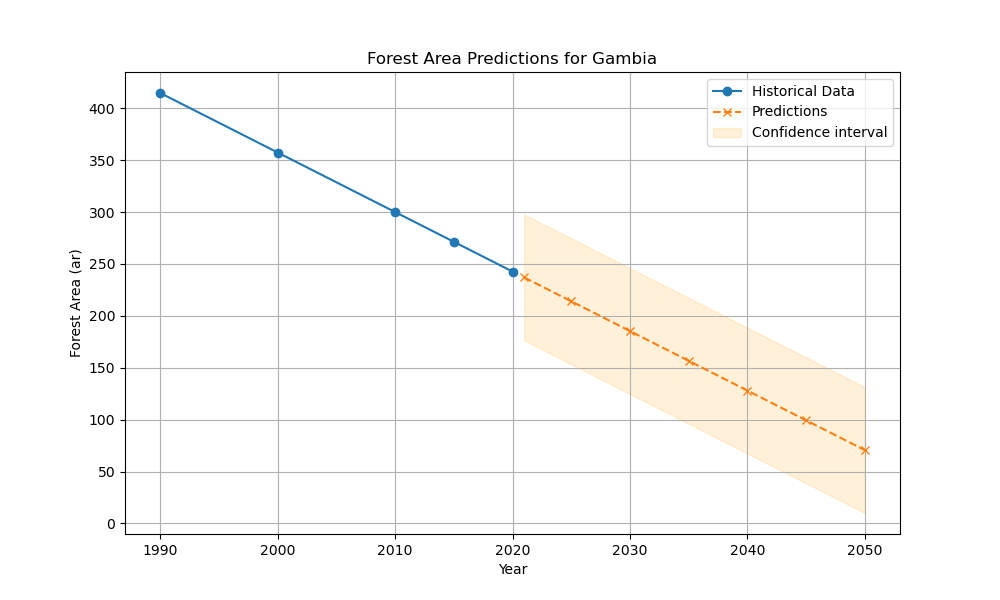 Forest Area Predictions for Gambia
Historical Data
Predictions
Confidence interval
Forest Area (ar)
400
350
300
250
200
150
100
50
0
1990 2000 2010 2020 2030 2040 2050
Year